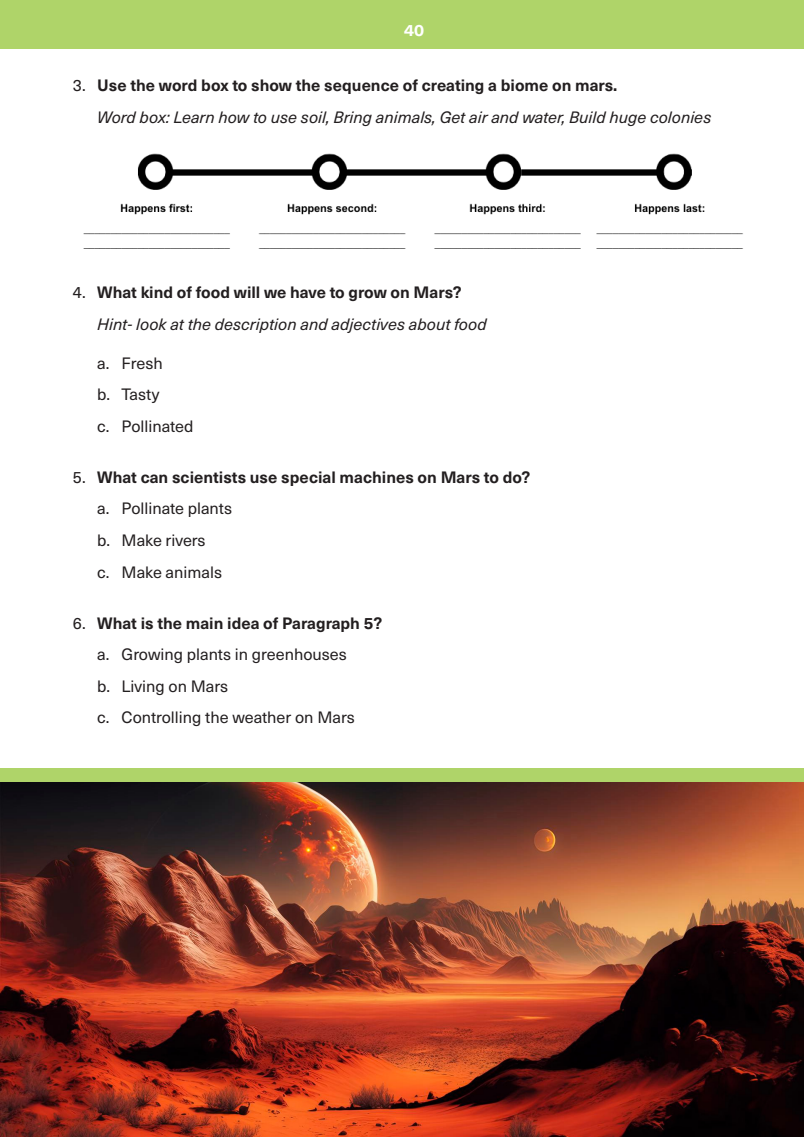 40
3. Use the word box to show the sequence of creating a biome on mars.
Word box: Learn how to use soil, Bring animals, Get air and water, Build huge colonies
Happens first: Happens second: Happens third: Happens last:
4. What kind of food will we have to grow on Mars?
Hint- look at the description and adjectives about food
a. Fresh
b. Tasty
c. Pollinated
5. What can scientists use special machines on Mars to do?
a. Pollinate plants
b. Make rivers
c. Make animals
6. What is the main idea of Paragraph 5?
a. Growing plants in greenhouses
b. Living on Mars
c. Controlling the weather on Mars